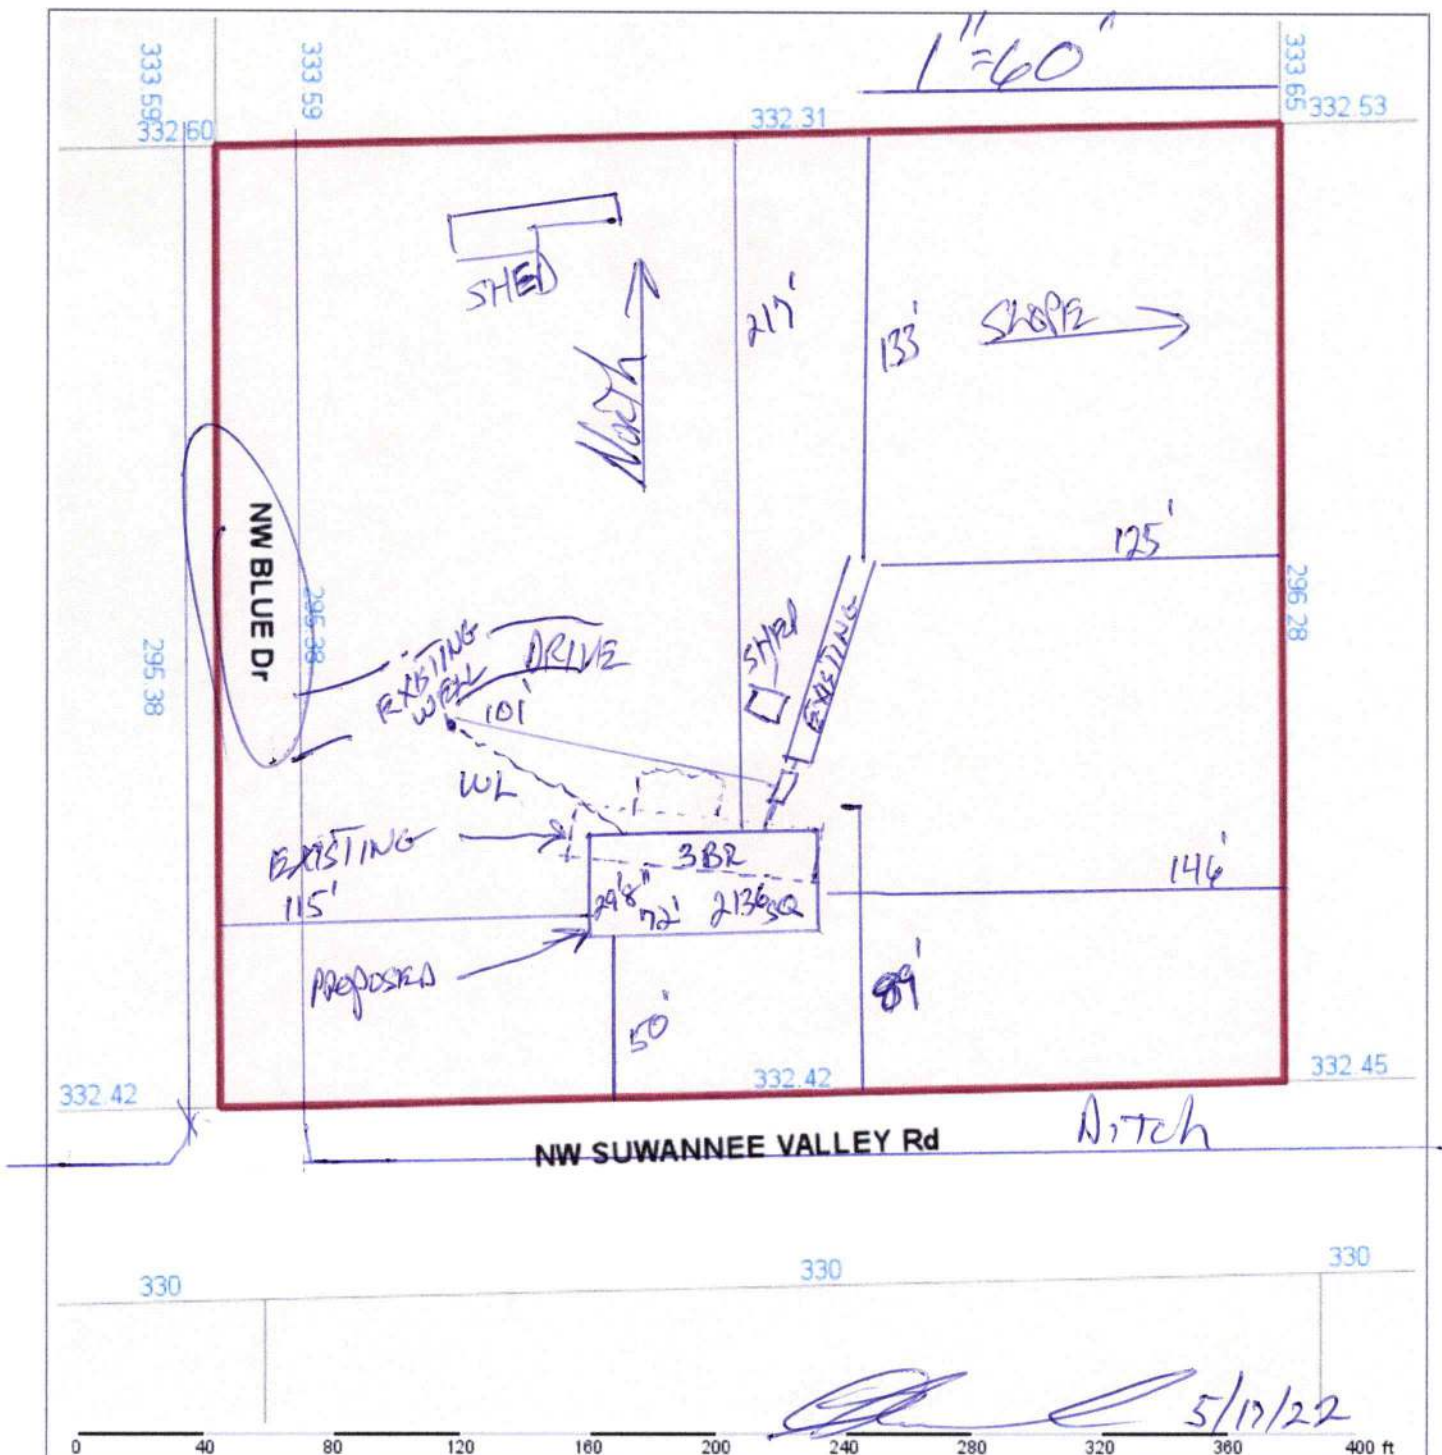 1"=60"
333.59
333.59
333.65
332.60
332.31
332.53
SHED
North
217'
133'
SLOPE
125'
NW BLUE Dr
295.38
295.38
296.28
EXISTING
WELL
DRIVE
101'
SHED
EXISTING
WL
EXISTING
3BR
115'
29'8"
72'
2136 SQ
146'
PROPOSED
50'
89'
332.42
332.42
332.45
NW SUWANNEE VALLEY Rd
Ditch
330
330
330
5/17/22
0 40 80 120 160 200 240 280 320 360 400 ft